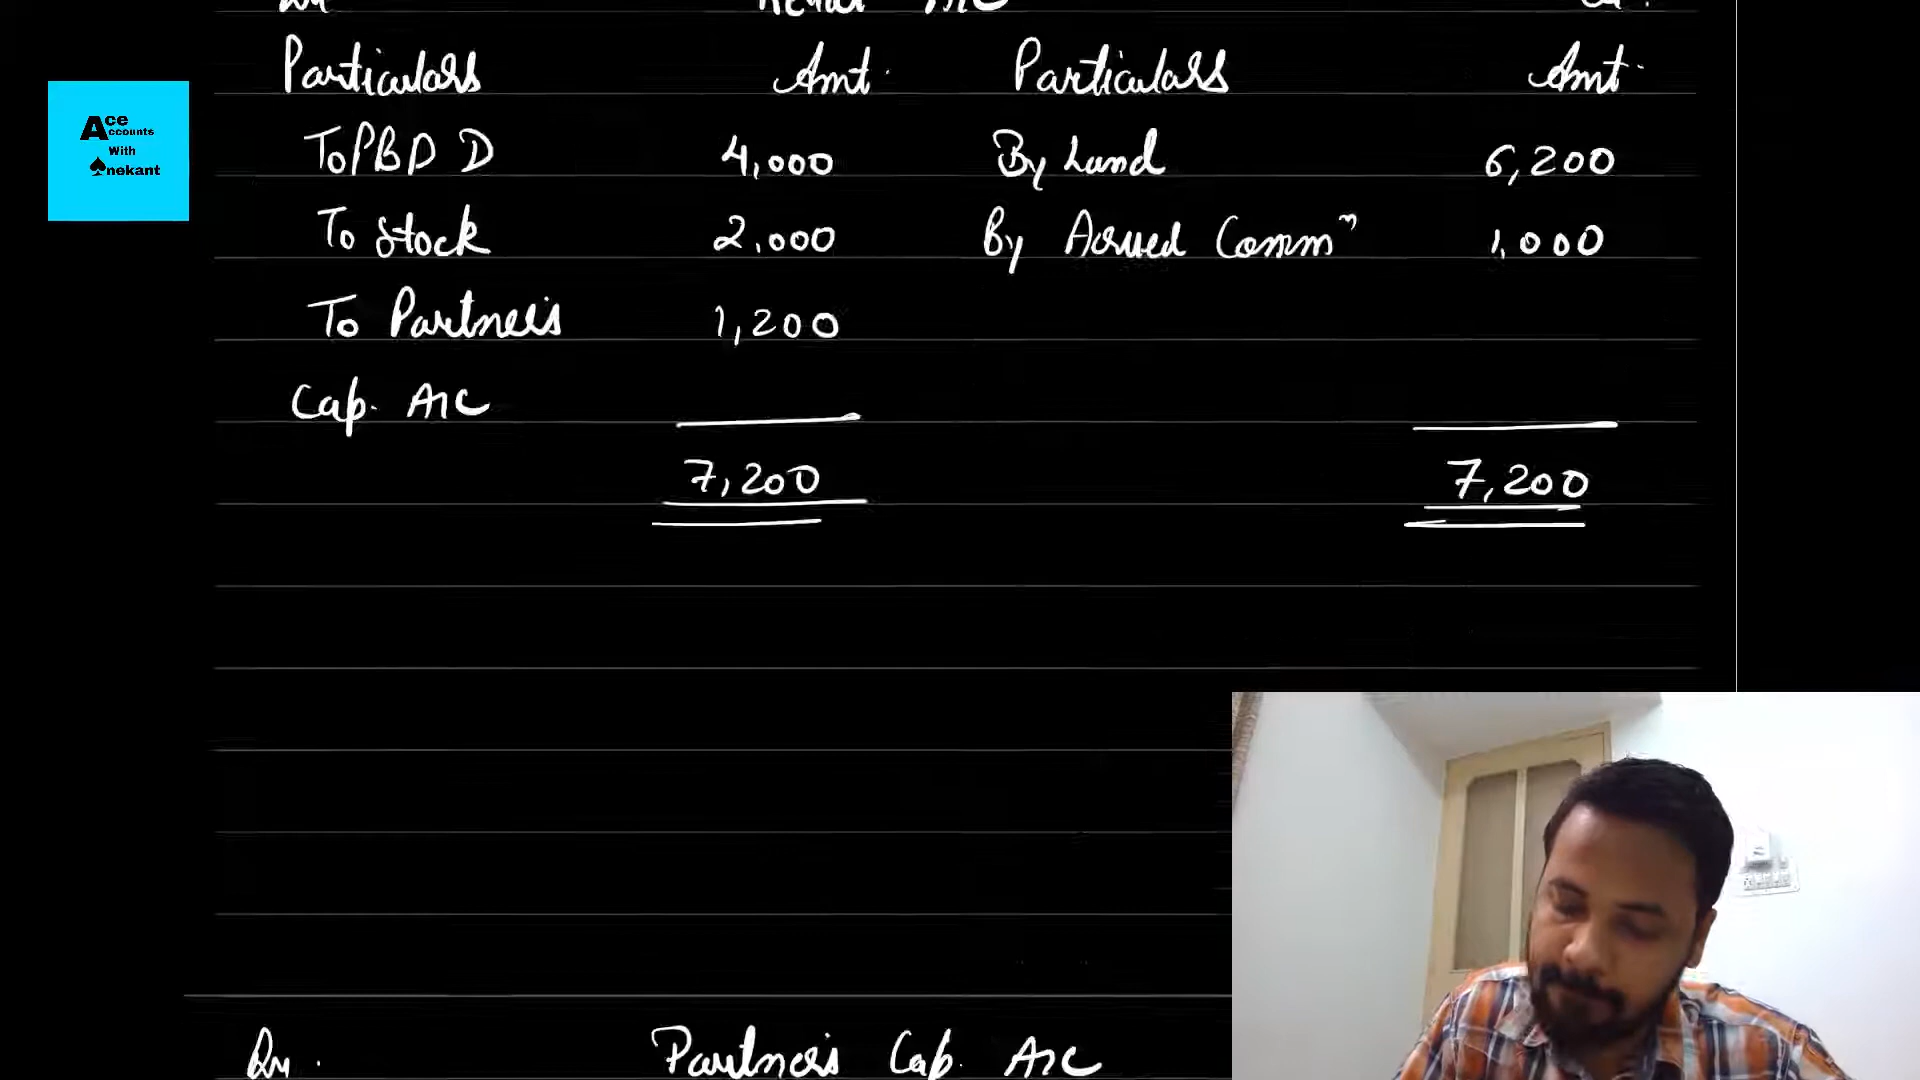 Particulars Amt. Particulars Amt.
Ace
Accounts
With
Anekant
To PBDD 4,000 By Land 6,200
To Stock 2,000 By Accrued Commⁿ 1,000
To Partner's 1,200
Cap. A/C
7,200 7,200
Dr. Partner's Cap. A/C